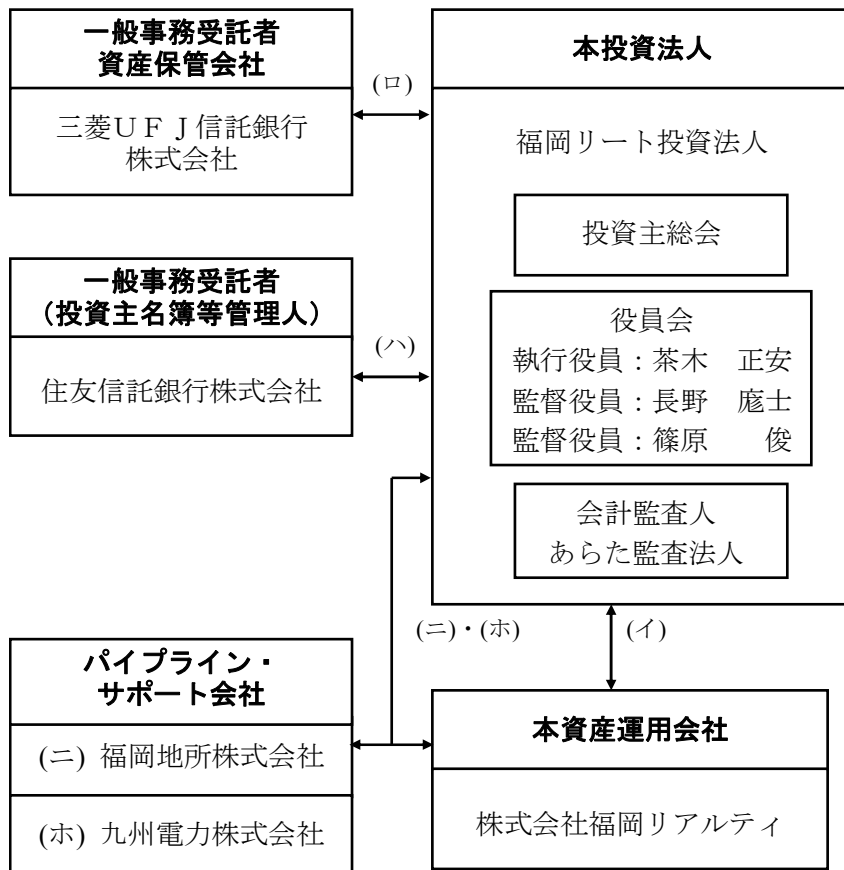 一般事務受託者
資産保管会社
三菱UFJ信託銀行
株式会社
(ロ)
一般事務受託者
(投資主名簿等管理人)
住友信託銀行株式会社
(ハ)
本投資法人
福岡リート投資法人
投資主総会
役員会
執行役員:茶木 正安
監督役員:長野 庬士
監督役員:篠原 俊
会計監査人
あらた監査法人
(ニ)・(ホ)
(イ)
パイプライン・
サポート会社
(ニ) 福岡地所株式会社
(ホ) 九州電力株式会社
本資産運用会社
株式会社福岡リアルティ